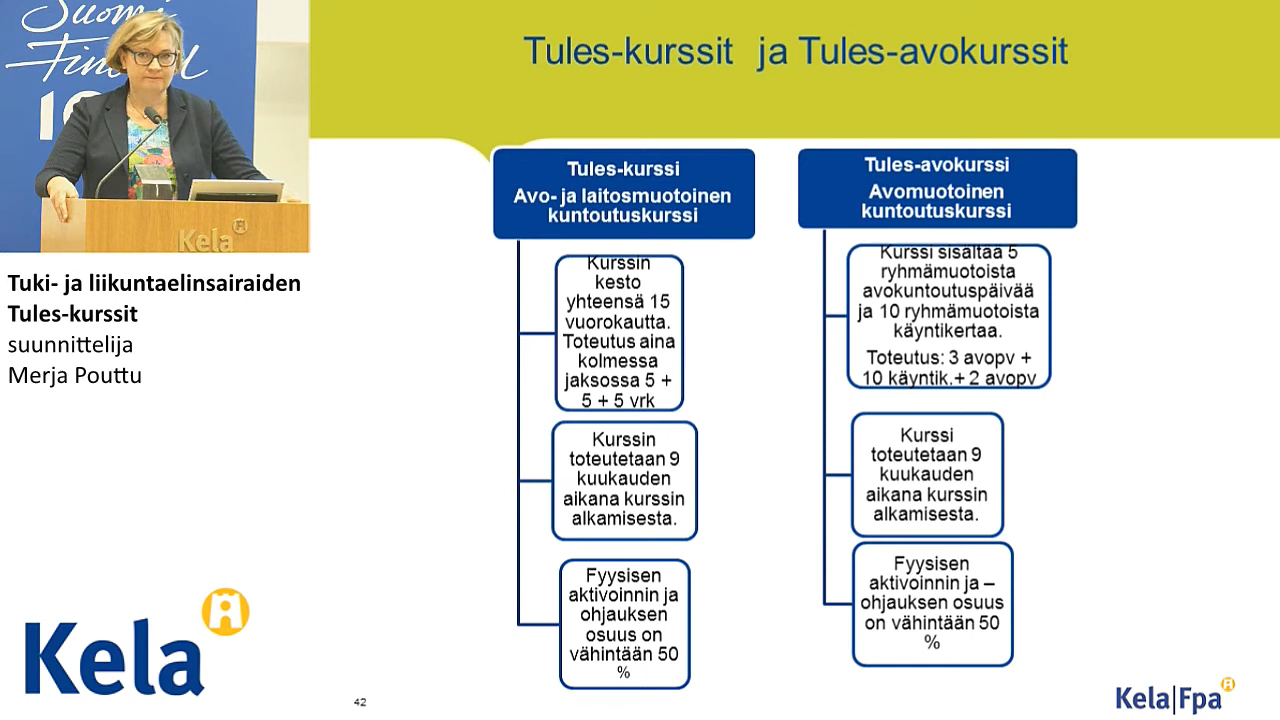 Suomi
Finland
10
Kela
Tuki- ja liikuntaelinsairaiden
Tules-kurssit
suunnittelija
Merja Pouttu
Kela
Tules-kurssit ja Tules-avokurssit
Tules-kurssi
Avo- ja laitosmuotoinen
kuntoutuskurssi
Kurssin
kesto
yhteensä 15
vuorokautta.
Toteutus aina
kolmessa
jaksossa 5 +
5 + 5 vrk
Kurssin
toteutetaan 9
kuukauden
aikana kurssin
alkamisesta.
Fyysisen
aktivoinnin ja
ohjauksen
osuus on
vähintään 50
%
Tules-avokurssi
Avomuotoinen
kuntoutuskurssi
Kurssi sisältää 5
ryhmämuotoista
avokuntoutuspäivää
ja 10 ryhmämuotoista
käyntikertaa.
Toteutus: 3 avopv +
10 käyntik.+ 2 avopv
Kurssi
toteutetaan 9
kuukauden
aikana kurssin
alkamisesta.
Fyysisen
aktivoinnin ja –
ohjauksen osuus
on vähintään 50
%
42
Kela|Fpa